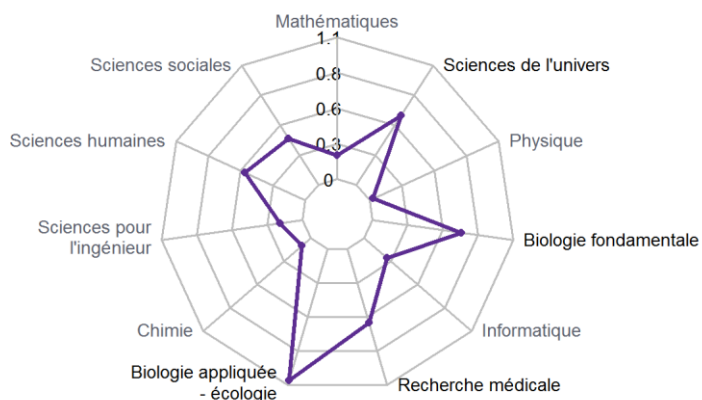 Mathématiques
1.1
Sciences sociales
Sciences de l'univers
0.8
0.6
Sciences humaines
Physique
0.3
0
Sciences pour
l'ingénieur
Biologie fondamentale
Chimie
Informatique
Biologie appliquée
- écologie
Recherche médicale